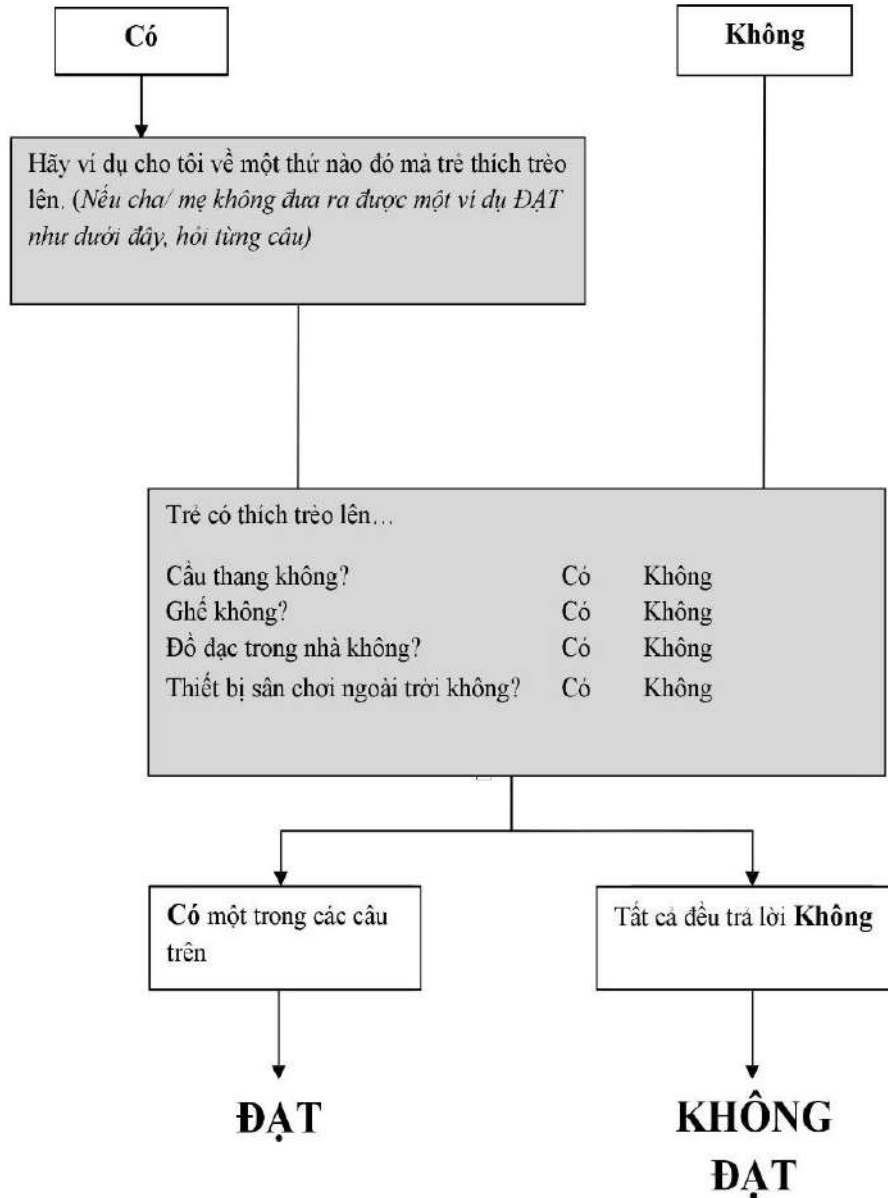 Có
Không
Hãy ví dụ cho tôi về một thứ nào đó mà trẻ thích trèo
lên. (Nếu cha/ mẹ không đưa ra được một ví dụ ĐẠT
như dưới đây, hỏi từng câu)
Trẻ có thích trèo lên…
Cầu thang không? Có Không
Ghế không? Có Không
Đồ đạc trong nhà không? Có Không
Thiết bị sân chơi ngoài trời không? Có Không
Có một trong các câu
trên
Tất cả đều trả lời Không
ĐẠT
KHÔNG
ĐẠT